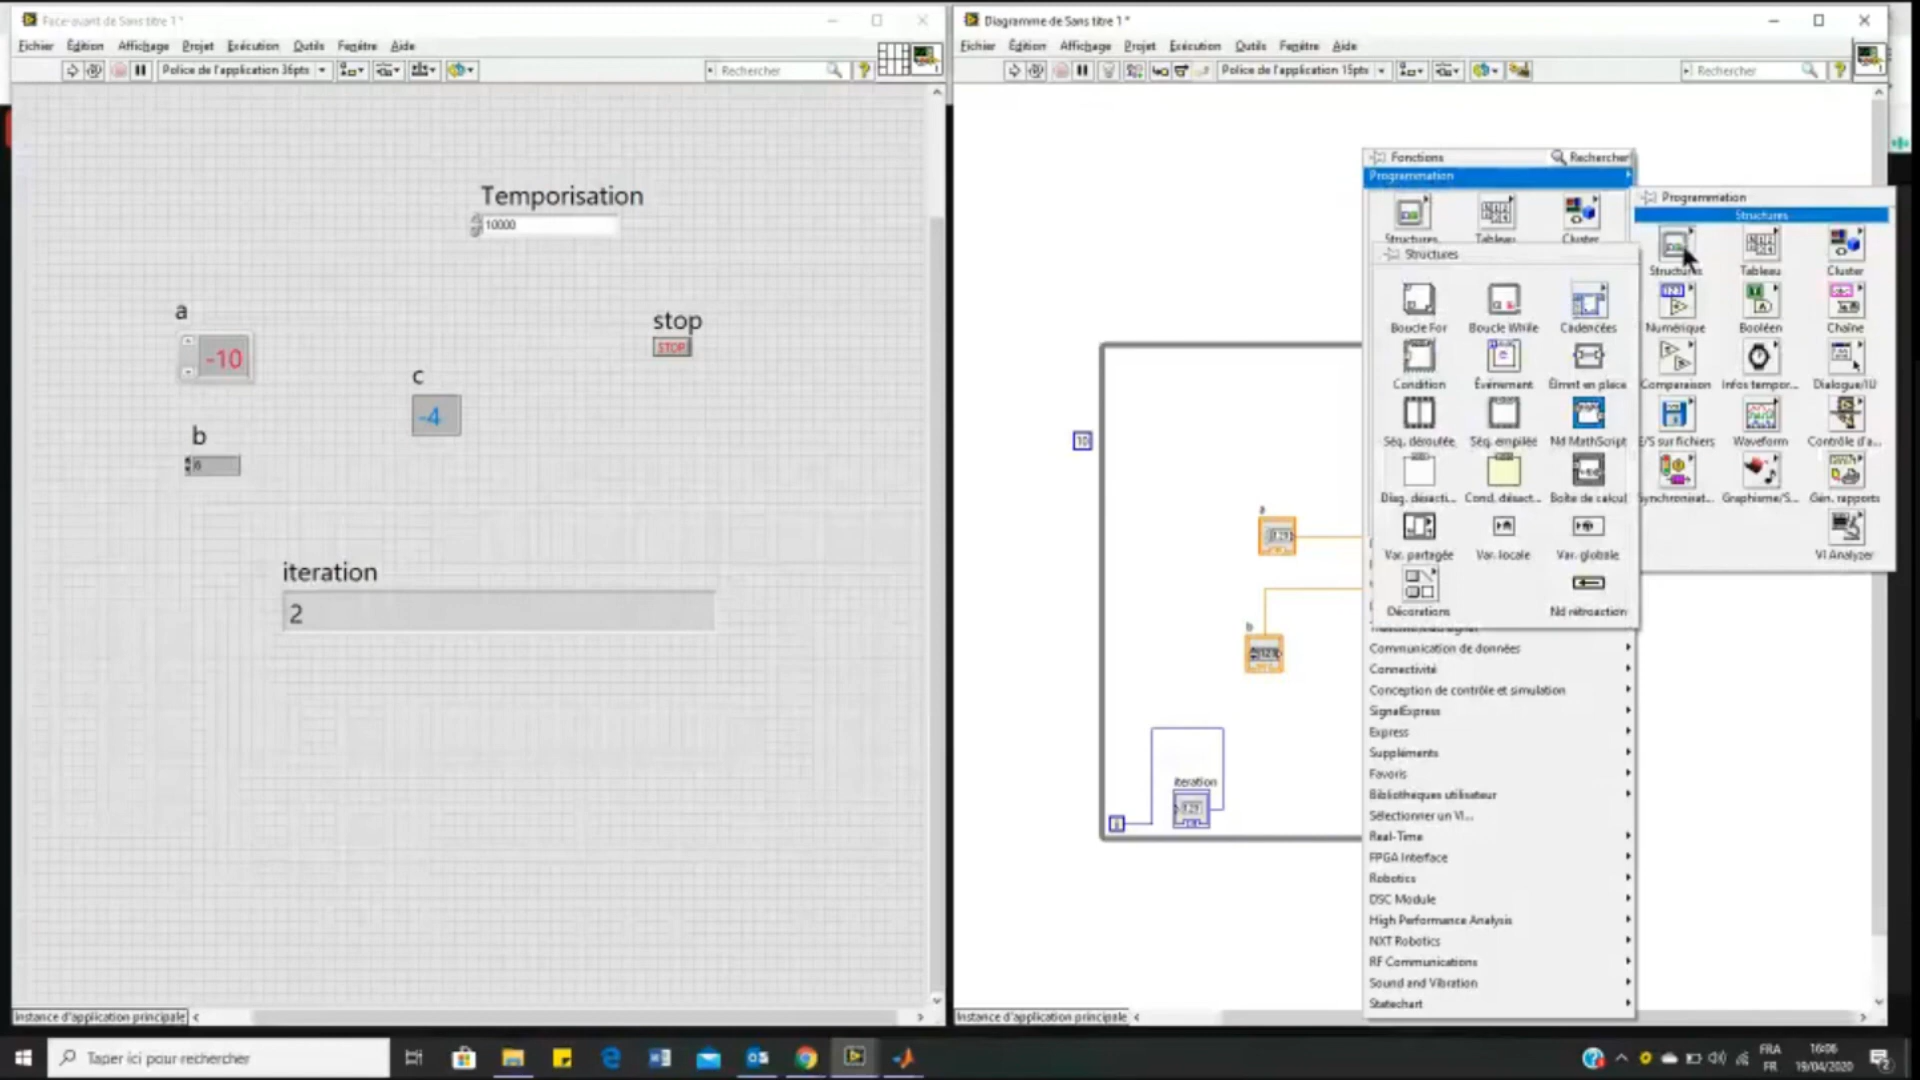 Face-avant de Sans titre 1 *
Fichier Édition Affichage Projet Exécution Outils Fenêtre Aide
Police de l'application 36pts
Rechercher
Temporisation
10000
a
-10
stop
STOP
c
-4
b
6
iteration
2
Instance d'application principale
Diagramme de Sans titre 1 *
Fichier Édition Affichage Projet Exécution Outils Fenêtre Aide
Police de l'application 15pts
Rechercher
10
a
b
iteration
i
Fonctions Rechercher
Programmation
Structures Tableau Cluster
Structures
Boucle For Boucle While Cadencées
Condition Événement Élmnt en place
Séq. déroulée Séq. empilée Nd MathScript
Diag. désacti... Cond. désact... Boîte de calcul
Var. partagée Var. locale Var. globale
Décorations Nd rétroaction
Communication de données
Connectivité
Conception de contrôle et simulation
SignalExpress
Express
Suppléments
Favoris
Bibliothèques utilisateur
Sélectionner un VI...
Real-Time
FPGA Interface
Robotics
DSC Module
High Performance Analysis
NXT Robotics
RF Communications
Sound and Vibration
Statechart
Programmation
Structures
Structures Tableau Cluster
Numérique Booléen Chaîne
Comparaison Infos tempor... Dialogue/IU
E/S sur fichiers Waveform Contrôle d'a...
Synchronisat... Graphisme/S... Gén. rapports
VI Analyzer
Instance d'application principale
Taper ici pour rechercher
FRA
FR
16:06
19/04/2020